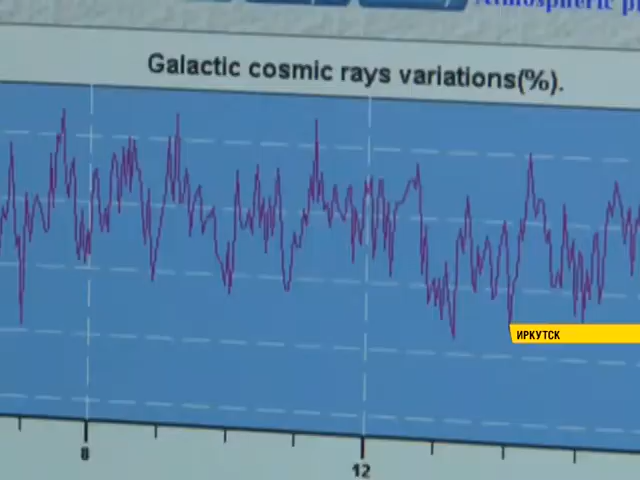 Atmospheric
Galactic cosmic rays variations(%).
ИРКУТСК
8
12